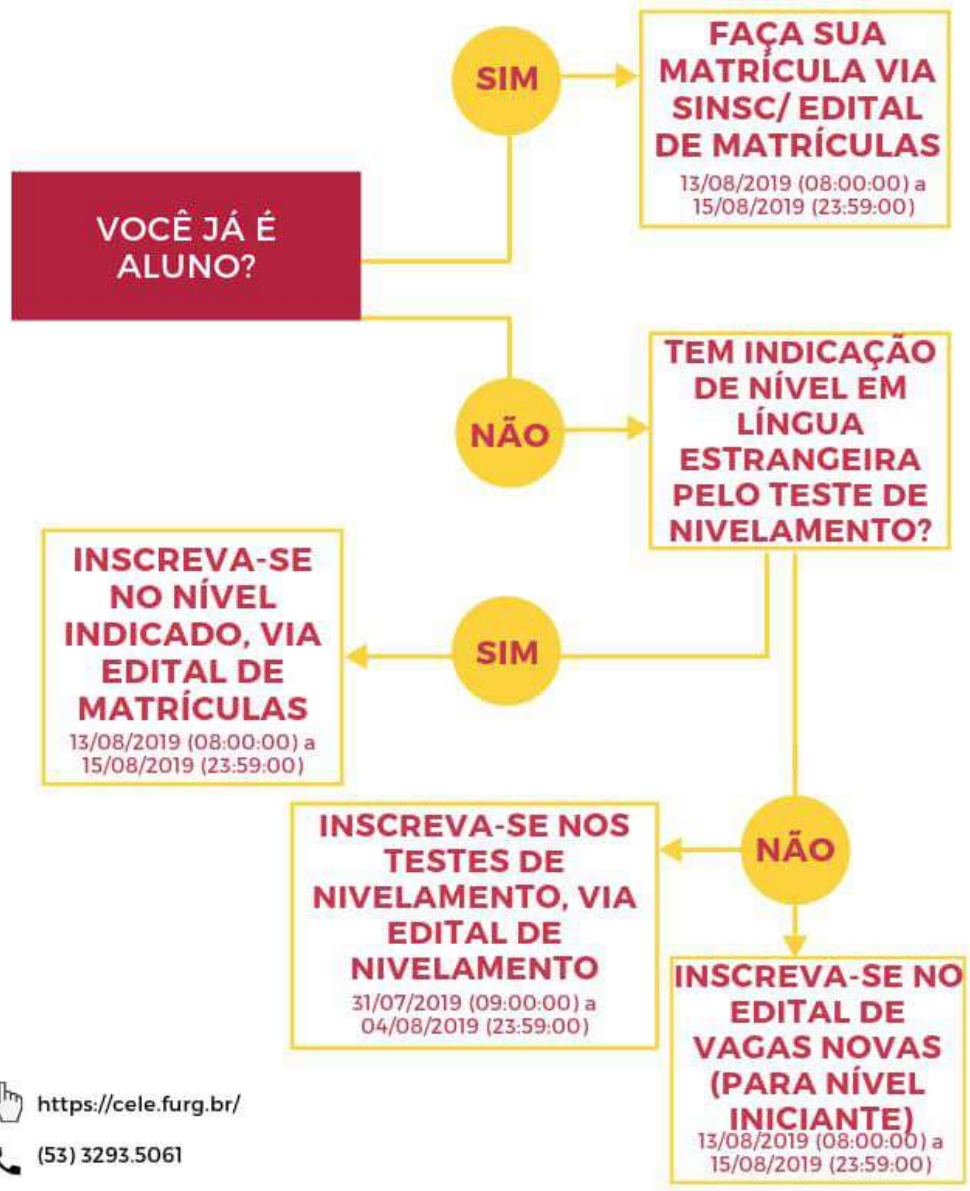 SIM
FAÇA SUA
MATRÍCULA VIA
SINSC/ EDITAL
DE MATRÍCULAS
13/08/2019 (08:00:00) a
15/08/2019 (23:59:00)
VOCÊ JÁ É
ALUNO?
NÃO
TEM INDICAÇÃO
DE NÍVEL EM
LÍNGUA
ESTRANGEIRA
PELO TESTE DE
NIVELAMENTO?
SIM
INSCREVA-SE
NO NÍVEL
INDICADO, VIA
EDITAL DE
MATRÍCULAS
13/08/2019 (08:00:00) a
15/08/2019 (23:59:00)
NÃO
INSCREVA-SE NOS
TESTES DE
NIVELAMENTO, VIA
EDITAL DE
NIVELAMENTO
31/07/2019 (09:00:00) a
04/08/2019 (23:59:00)
INSCREVA-SE NO
EDITAL DE
VAGAS NOVAS
(PARA NÍVEL
INICIANTE)
13/08/2019 (08:00:00) a
15/08/2019 (23:59:00)
https://cele.furg.br/
(53) 3293.5061